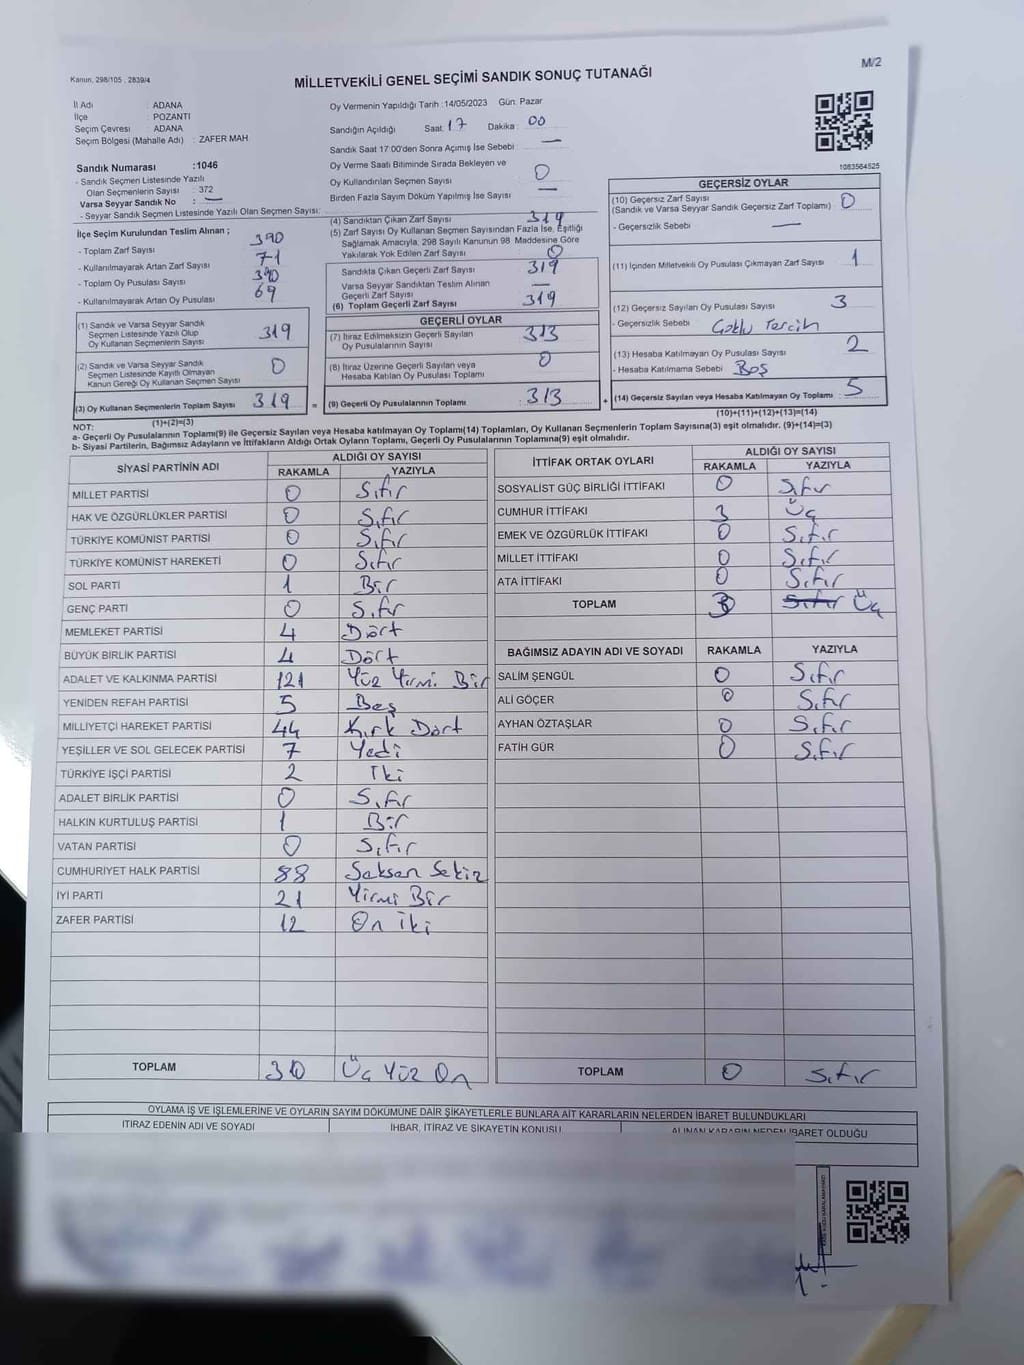 Kanun, 298/105 , 2839/4
MİLLETVEKİLİ GENEL SEÇİMİ SANDIK SONUÇ TUTANAĞI
M/2
İl Adı : ADANA
İlçe : POZANTI
Seçim Çevresi : ADANA
Seçim Bölgesi (Mahalle Adı) : ZAFER MAH
Sandık Numarası :1046
- Sandık Seçmen Listesinde Yazılı
Olan Seçmenlerin Sayısı : 372
Varsa Seyyar Sandık No : —
- Seyyar Sandık Seçmen Listesinde Yazılı Olan Seçmen Sayısı:
Oy Vermenin Yapıldığı Tarih :14/05/2023 Gün: Pazar
Sandığın Açıldığı Saat: 17 Dakika : 00
Sandık Saat 17:00'den Sonra Açımış İse Sebebi : —
Oy Verme Saati Bitiminde Sırada Bekleyen ve
Oy Kullandırılan Seçmen Sayısı 0
Birden Fazla Sayım Döküm Yapılmış İse Sayısı —
1083564525
İlçe Seçim Kurulundan Teslim Alınan ;
- Toplam Zarf Sayısı 390
- Kullanılmayarak Artan Zarf Sayısı 71
- Toplam Oy Pusulası Sayısı 390
- Kullanılmayarak Artan Oy Pusulası 69
(1) Sandık ve Varsa Seyyar Sandık
Seçmen Listesinde Yazılı Olup
Oy Kullanan Seçmenlerin Sayısı 319
(2) Sandık ve Varsa Seyyar Sandık
Seçmen Listesinde Kayıtlı Olmayan
Kanun Gereği Oy Kullanan Seçmen Sayısı 0
(3) Oy Kullanan Seçmenlerin Toplam Sayısı 319
(1)+(2)=(3)
(4) Sandıktan Çıkan Zarf Sayısı 319
(5) Zarf Sayısı Oy Kullanan Seçmen Sayısından Fazla İse, Eşitliği
Sağlamak Amacıyla, 298 Sayılı Kanunun 98 Maddesine Göre
Yakılarak Yok Edilen Zarf Sayısı 0
Sandıkta Çıkan Geçerli Zarf Sayısı 319
Varsa Seyyar Sandıktan Teslim Alınan
Geçerli Zarf Sayısı —
(6) Toplam Geçerli Zarf Sayısı 319
GEÇERLİ OYLAR
(7) İtiraz Edilmeksizin Geçerli Sayılan
Oy Pusulalarının Sayısı 313
(8) İtiraz Üzerine Geçerli Sayılan veya
Hesaba Katılan Oy Pusulası Toplamı 0
= (9) Geçerli Oy Pusulalarının Toplamı 313 +
GEÇERSİZ OYLAR
(10) Geçersiz Zarf Sayısı
(Sandık ve Varsa Seyyar Sandık Geçersiz Zarf Toplamı) 0
- Geçersizlik Sebebi —
(11) İçinden Milletvekili Oy Pusulası Çıkmayan Zarf Sayısı 1
(12) Geçersiz Sayılan Oy Pusulası Sayısı 3
- Geçersizlik Sebebi : Çoklu Tercih
(13) Hesaba Katılmayan Oy Pusulası Sayısı 2
- Hesaba Katılmama Sebebi : Boş
(14) Geçersiz Sayılan veya Hesaba Katılmayan Oy Toplamı : 5
(10)+(11)+(12)+(13)=(14)
NOT:
a- Geçerli Oy Pusulaları Toplamı(9) ile Geçersiz Sayılan veya Hesaba katılmayan Oy Toplamı(14) Toplamları, Oy Kullanan Seçmenlerin Toplam Sayısına(3) eşit olmalıdır. (9)+(14)=(3)
b- Siyasi Partilerin, Bağımsız Adayların ve İttifakların Aldığı Ortak Oyların Toplamı, Geçerli Oy Pusulalarının Toplamına(9) eşit olmalıdır.
SİYASİ PARTİNİN ADI ALDIĞI OY SAYISI
RAKAMLA YAZIYLA
MİLLET PARTİSİ 0 Sıfır
HAK VE ÖZGÜRLÜKLER PARTİSİ 0 Sıfır
TÜRKİYE KOMÜNİST PARTİSİ 0 Sıfır
TÜRKİYE KOMÜNİST HAREKETİ 0 Sıfır
SOL PARTİ 1 Bir
GENÇ PARTİ 0 Sıfır
MEMLEKET PARTİSİ 4 Dört
BÜYÜK BİRLİK PARTİSİ 4 Dört
ADALET VE KALKINMA PARTİSİ 121 Yüz Yirmi Bir
YENİDEN REFAH PARTİSİ 5 Beş
MİLLİYETÇİ HAREKET PARTİSİ 44 Kırk Dört
YEŞİLLER VE SOL GELECEK PARTİSİ 7 Yedi
TÜRKİYE İŞÇİ PARTİSİ 2 İki
ADALET BİRLİK PARTİSİ 0 Sıfır
HALKIN KURTULUŞ PARTİSİ 1 Bir
VATAN PARTİSİ 0 Sıfır
CUMHURİYET HALK PARTİSİ 88 Seksen Sekiz
İYİ PARTİ 21 Yirmi Bir
ZAFER PARTİSİ 12 On İki
TOPLAM 310 Üç Yüz On
İTTİFAK ORTAK OYLARI ALDIĞI OY SAYISI
RAKAMLA YAZIYLA
SOSYALİST GÜÇ BİRLİĞİ İTTİFAKI 0 Sıfır
CUMHUR İTTİFAKI 3 Üç
EMEK VE ÖZGÜRLÜK İTTİFAKI 0 Sıfır
MİLLET İTTİFAKI 0 Sıfır
ATA İTTİFAKI 0 Sıfır
TOPLAM 3 Sıfır Üç
BAĞIMSIZ ADAYIN ADI VE SOYADI RAKAMLA YAZIYLA
SALİM ŞENGÜL 0 Sıfır
ALİ GÖÇER 0 Sıfır
AYHAN ÖZTAŞLAR 0 Sıfır
FATİH GÜR 0 Sıfır
TOPLAM 0 Sıfır
OYLAMA İŞ VE İŞLEMLERİNE VE OYLARIN SAYIM DÖKÜMÜNE DAİR ŞİKAYETLERLE BUNLARA AİT KARARLARIN NELERDEN İBARET BULUNDUKLARI
İTİRAZ EDENİN ADI VE SOYADI İHBAR, İTİRAZ VE ŞİKAYETİN KONUSU ALINAN KARARIN NEDEN İBARET OLDUĞU